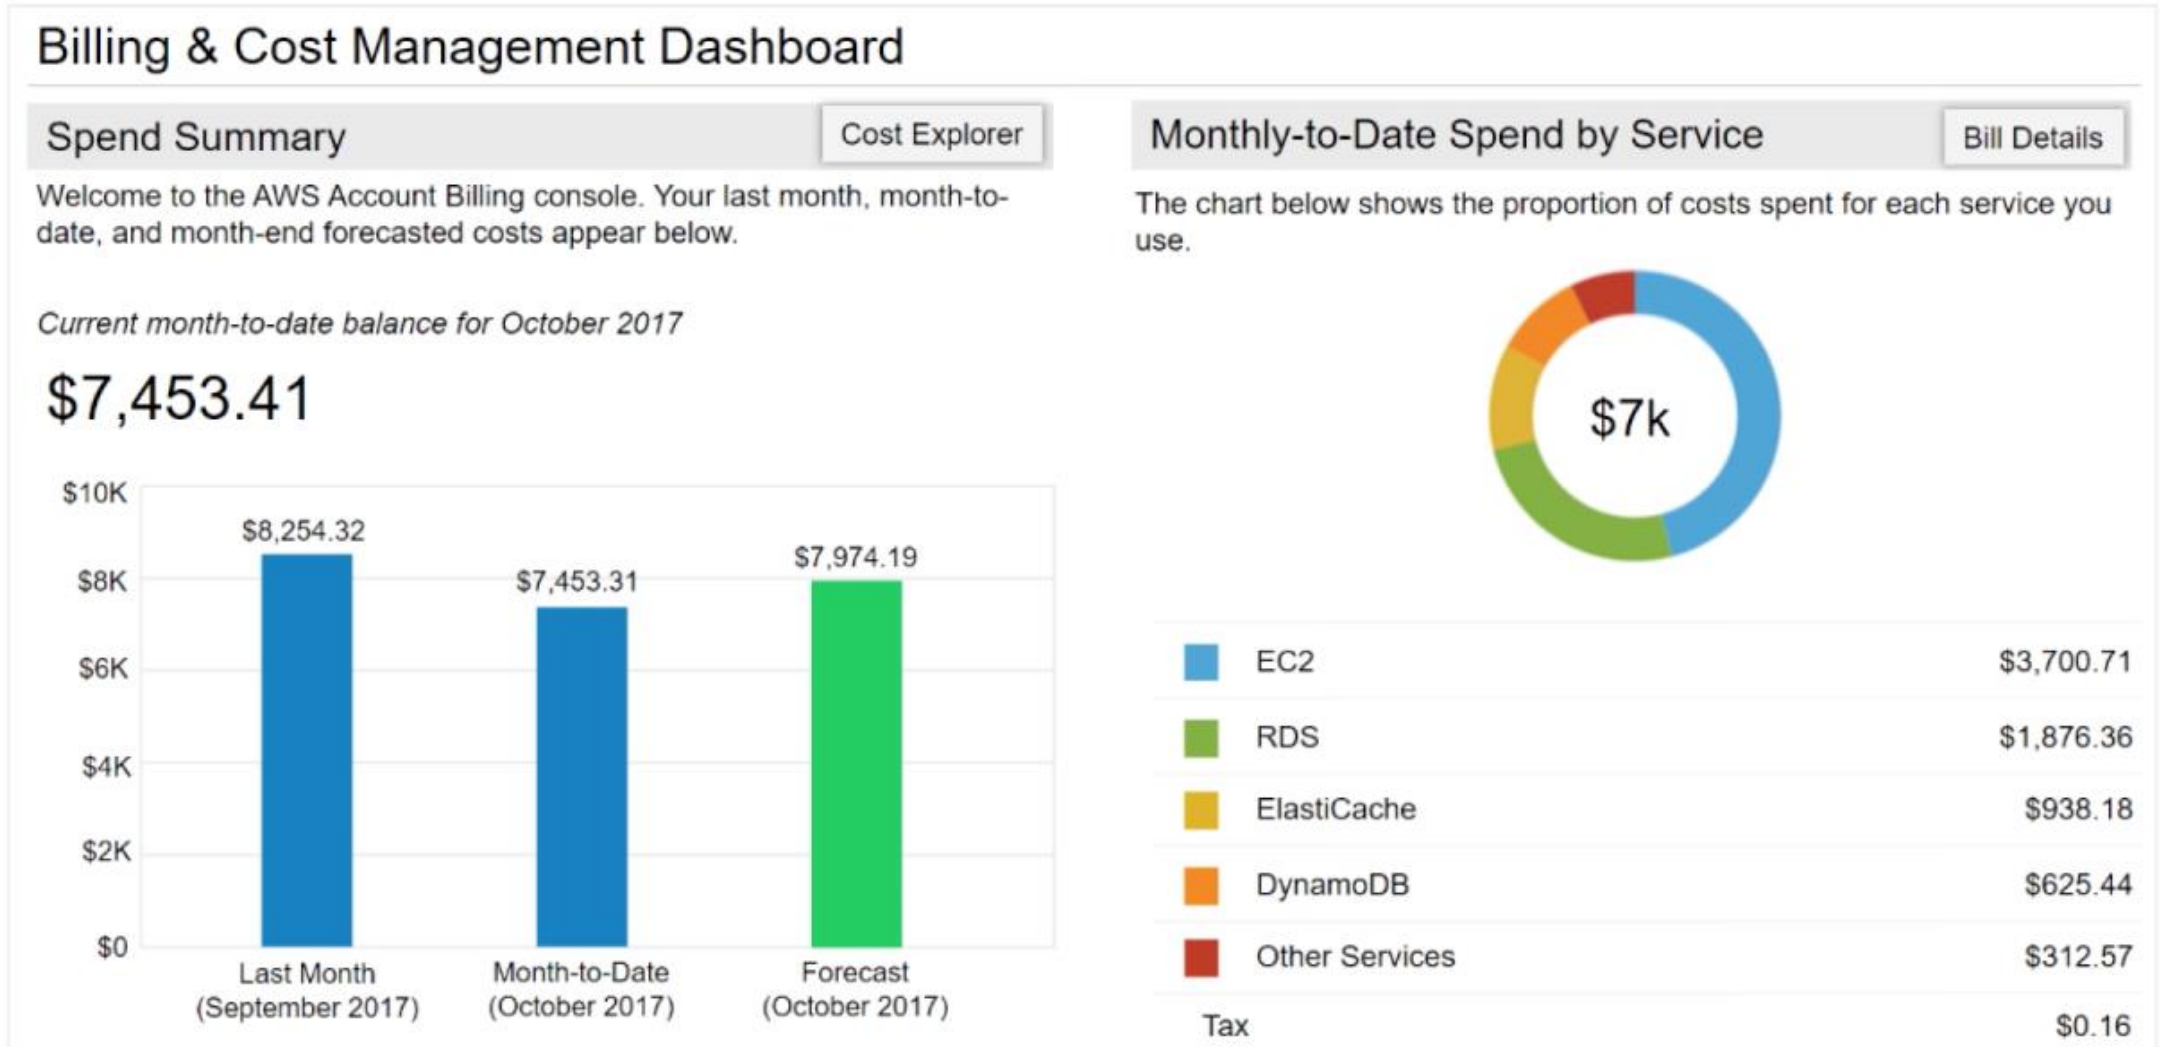 Billing & Cost Management Dashboard
Spend Summary
Cost Explorer
Welcome to the AWS Account Billing console. Your last month, month-to-
date, and month-end forecasted costs appear below.
Current month-to-date balance for October 2017
$7,453.41
$10K
$8K
$6K
$4K
$2K
$0
$8,254.32
$7,453.31
$7,974.19
Last Month
(September 2017)
Month-to-Date
(October 2017)
Forecast
(October 2017)
Monthly-to-Date Spend by Service
Bill Details
The chart below shows the proportion of costs spent for each service you
use.
$7k
EC2 $3,700.71
RDS $1,876.36
ElastiCache $938.18
DynamoDB $625.44
Other Services $312.57
Tax $0.16